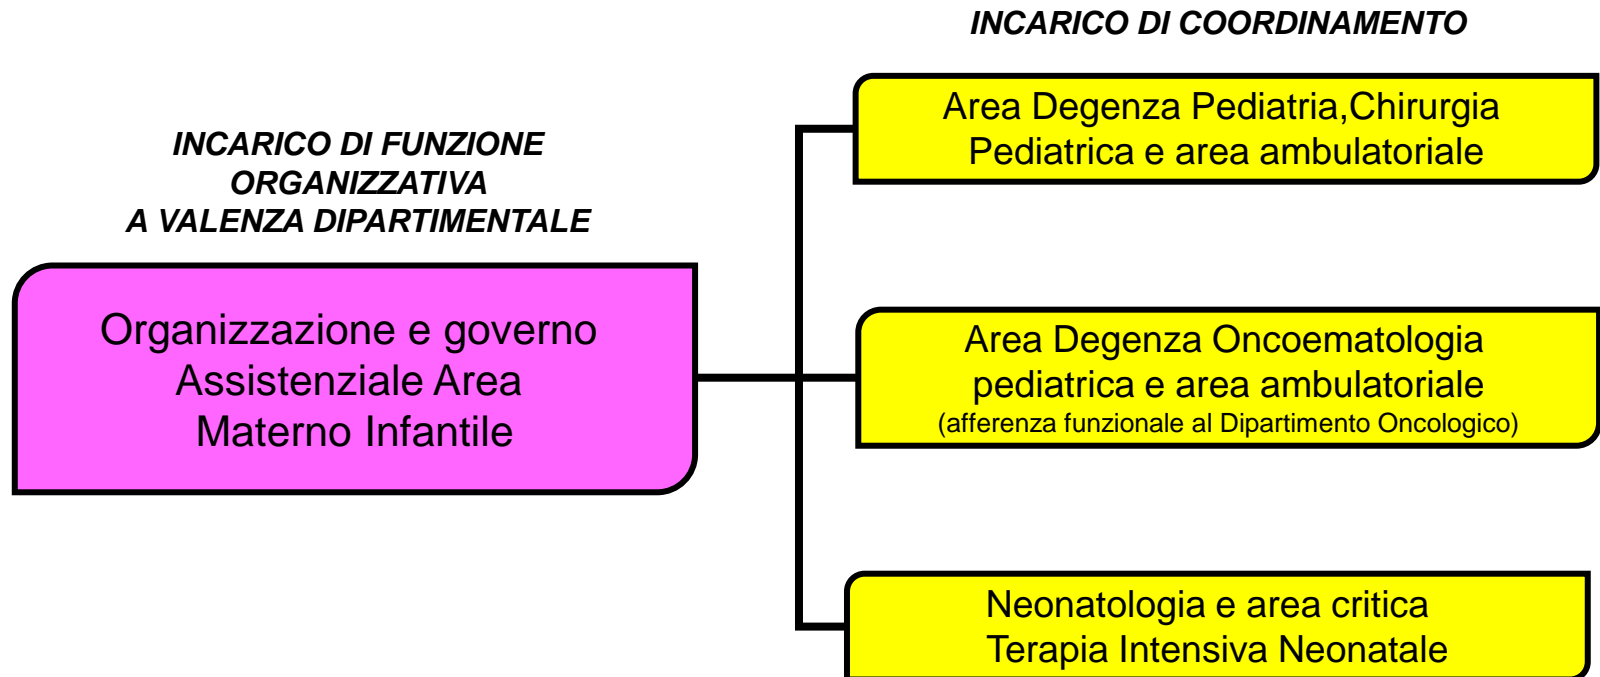 INCARICO DI FUNZIONE
ORGANIZZATIVA
A VALENZA DIPARTIMENTALE
Organizzazione e governo
Assistenziale Area
Materno Infantile
INCARICO DI COORDINAMENTO
Area Degenza Pediatria,Chirurgia
Pediatrica e area ambulatoriale
Area Degenza Oncoematologia
pediatrica e area ambulatoriale
(afferenza funzionale al Dipartimento Oncologico)
Neonatologia e area critica
Terapia Intensiva Neonatale